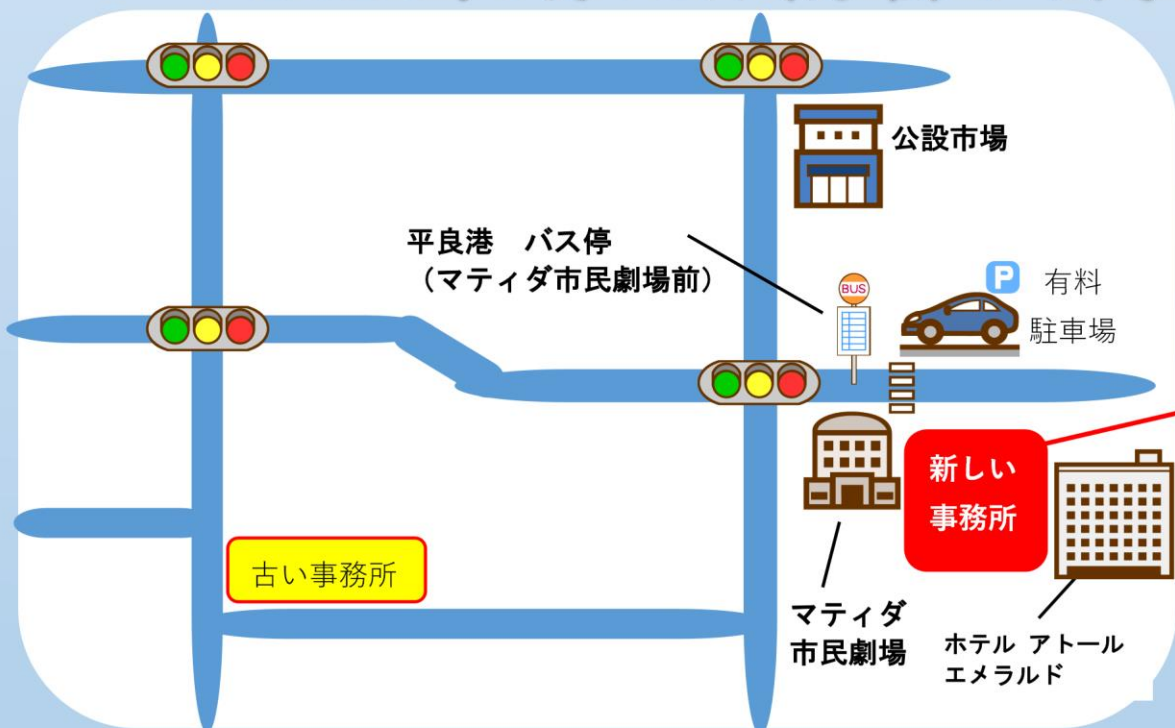 公設市場
平良港　バス停
（マティダ市民劇場前）
BUS
P
有料
駐車場
新しい
事務所
古い事務所
マティダ
市民劇場
ホテル アトール
エメラルド